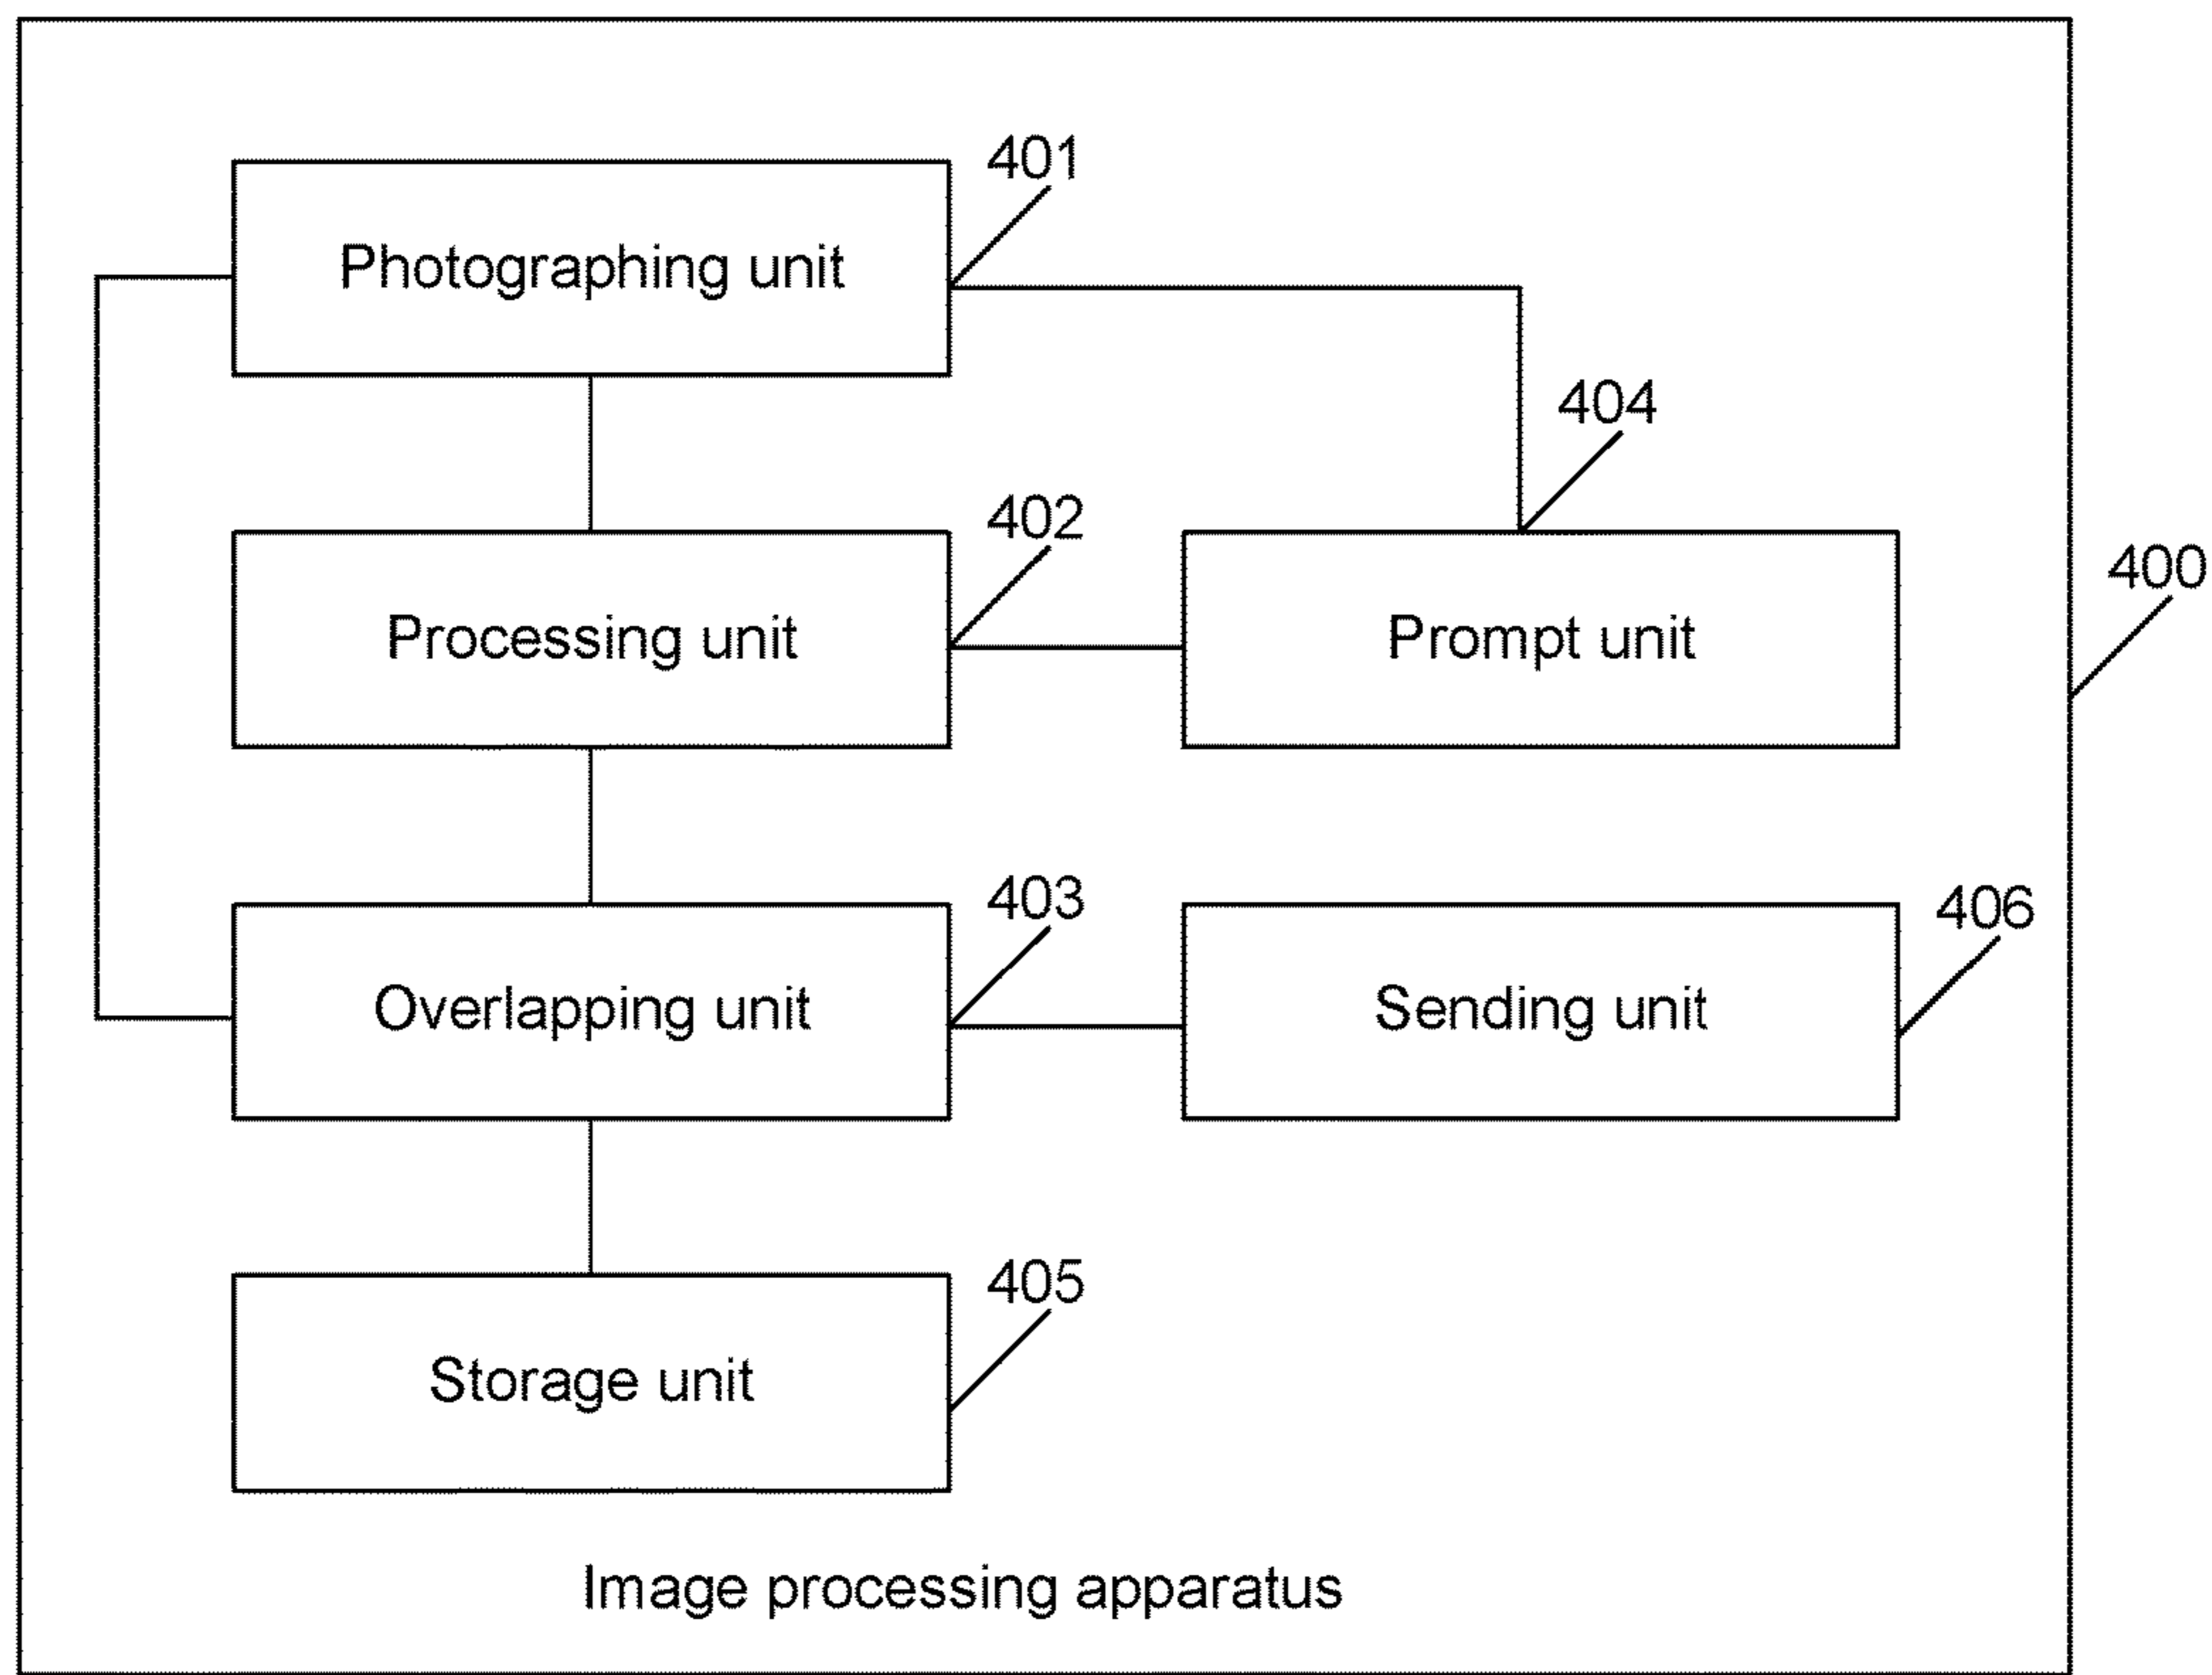 401
Photographing unit
404
402
Processing unit
Prompt unit
400
403
Overlapping unit
406
Sending unit
405
Storage unit
Image processing apparatus